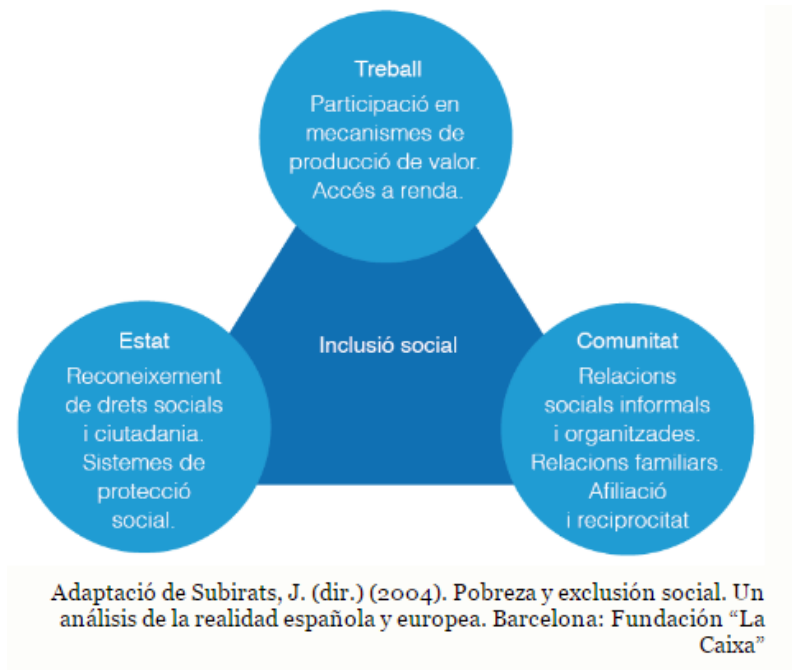 Treball
Participació en
mecanismes de
producció de valor.
Accés a renda.
Inclusió social
Estat
Reconeixement
de drets socials
i ciutadania.
Sistemes de
protecció
social.
Comunitat
Relacions
socials informals
i organitzades.
Relacions familiars.
Afiliació
i reciprocitat
Adaptació de Subirats, J. (dir.) (2004). Pobreza y exclusión social. Un
análisis de la realidad española y europea. Barcelona: Fundación “La
Caixa”